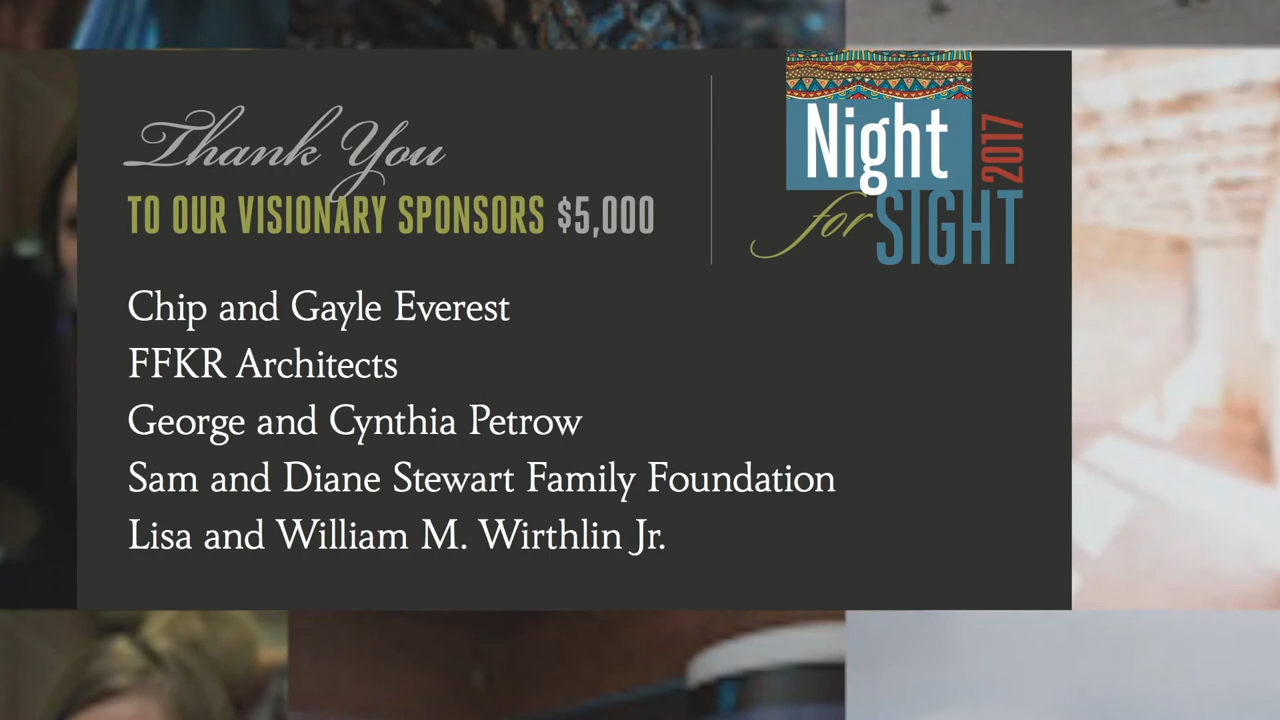 Thank You
TO OUR VISIONARY SPONSORS $5,000
Night
2017
for SIGHT
Chip and Gayle Everest
FFKR Architects
George and Cynthia Petrow
Sam and Diane Stewart Family Foundation
Lisa and William M. Wirthlin Jr.